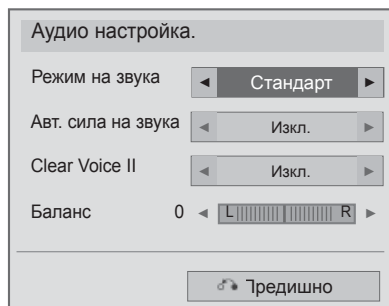 Аудио настройка.
Режим на звука ◄ Стандарт ►
Авт. сила на звука ◄ Изкл. ►
Clear Voice II ◄ Изкл. ►
Баланс 0 ◄ L R ►
Предишно